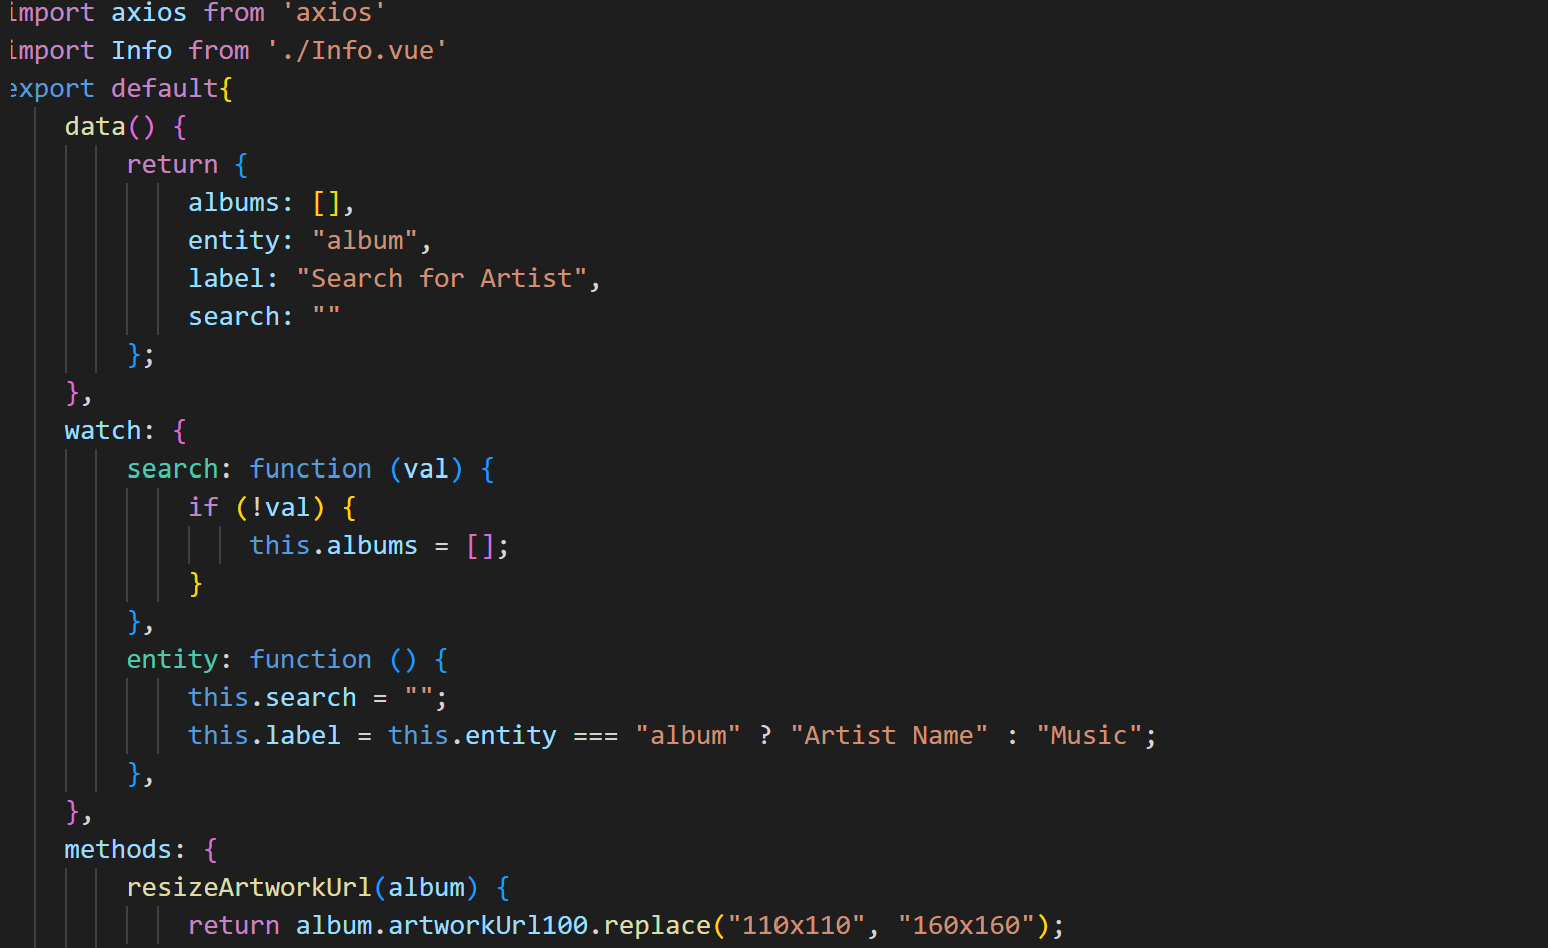 import axios from 'axios'
import Info from './Info.vue'
export default{
    data() {
        return {
            albums: [],
            entity: "album",
            label: "Search for Artist",
            search: ""
        };
    },
    watch: {
        search: function (val) {
            if (!val) {
                this.albums = [];
            }
        },
        entity: function () {
            this.search = "";
            this.label = this.entity === "album" ? "Artist Name" : "Music";
        },
    },
    methods: {
        resizeArtworkUrl(album) {
            return album.artworkUrl100.replace("110x110", "160x160");